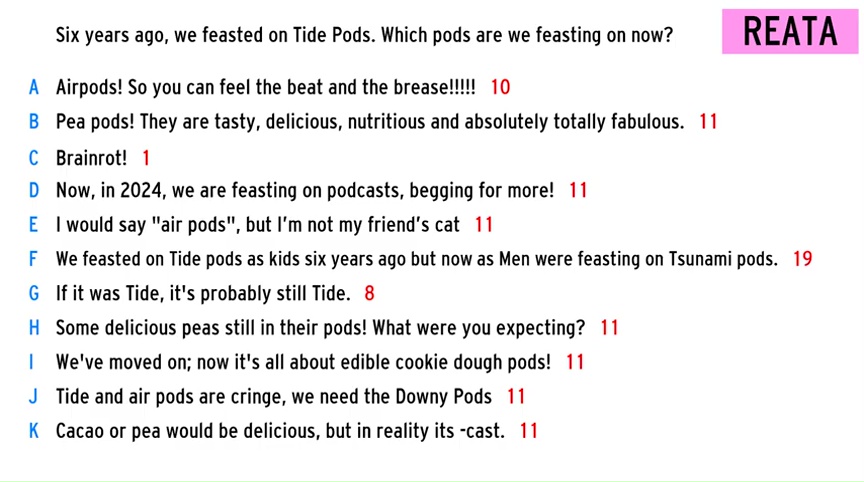 Six years ago, we feasted on Tide Pods. Which pods are we feasting on now?
REATA
A Airpods! So you can feel the beat and the brease!!!!! 10
B Pea pods! They are tasty, delicious, nutritious and absolutely totally fabulous. 11
C Brainrot! 1
D Now, in 2024, we are feasting on podcasts, begging for more! 11
E I would say "air pods", but I'm not my friend's cat 11
F We feasted on Tide pods as kids six years ago but now as Men were feasting on Tsunami pods. 19
G If it was Tide, it's probably still Tide. 8
H Some delicious peas still in their pods! What were you expecting? 11
I We've moved on; now it's all about edible cookie dough pods! 11
J Tide and air pods are cringe, we need the Downy Pods 11
K Cacao or pea would be delicious, but in reality its -cast. 11